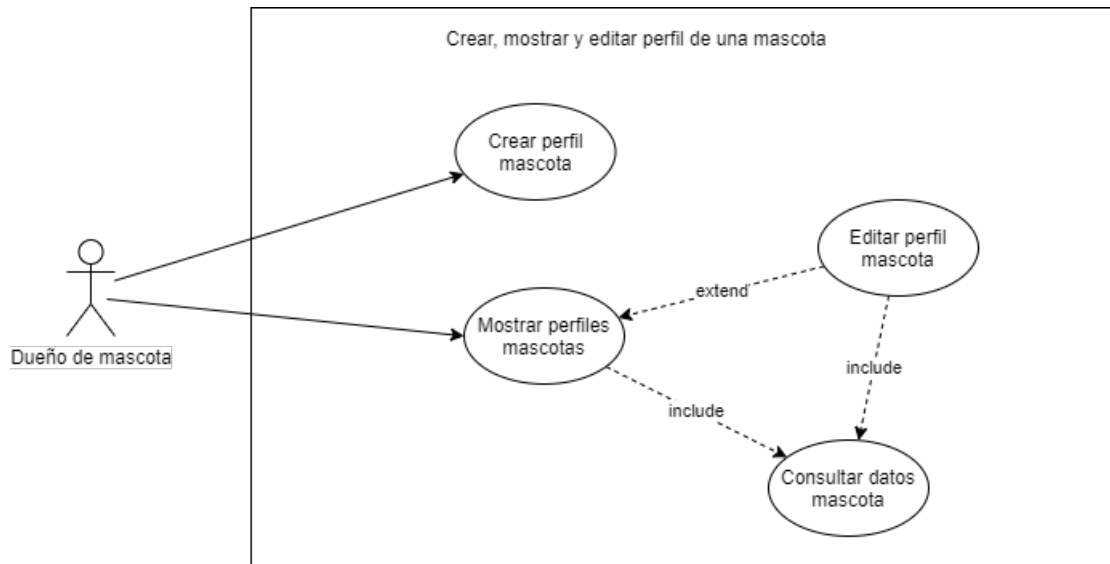 Crear, mostrar y editar perfil de una mascota
Crear perfil
mascota
Editar perfil
mascota
extend
Mostrar perfiles
mascotas
Dueño de mascota
include
include
Consultar datos
mascota